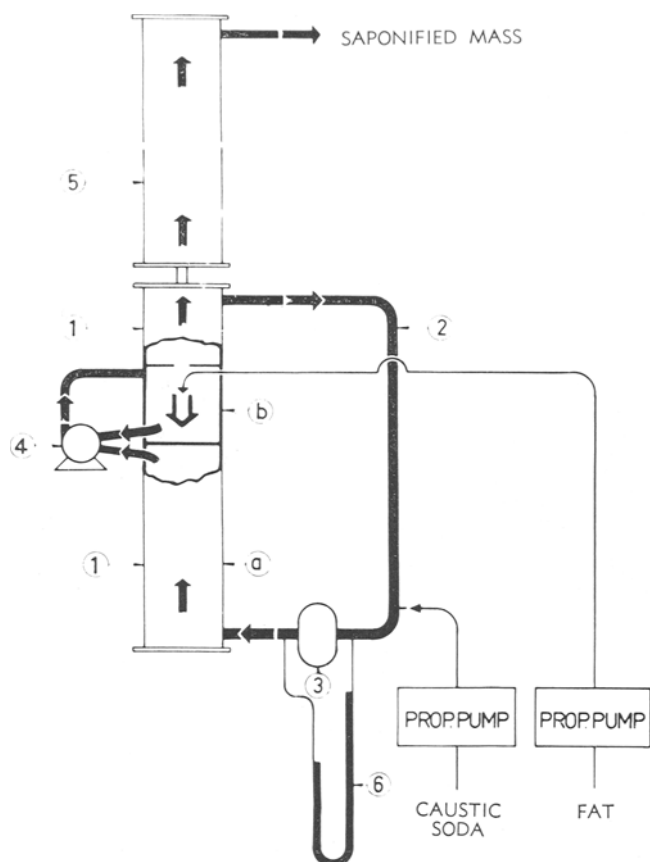 SAPONIFIED MASS
5
1
2
b
4
1
a
3
PROP.PUMP
PROP.PUMP
6
CAUSTIC
SODA
FAT